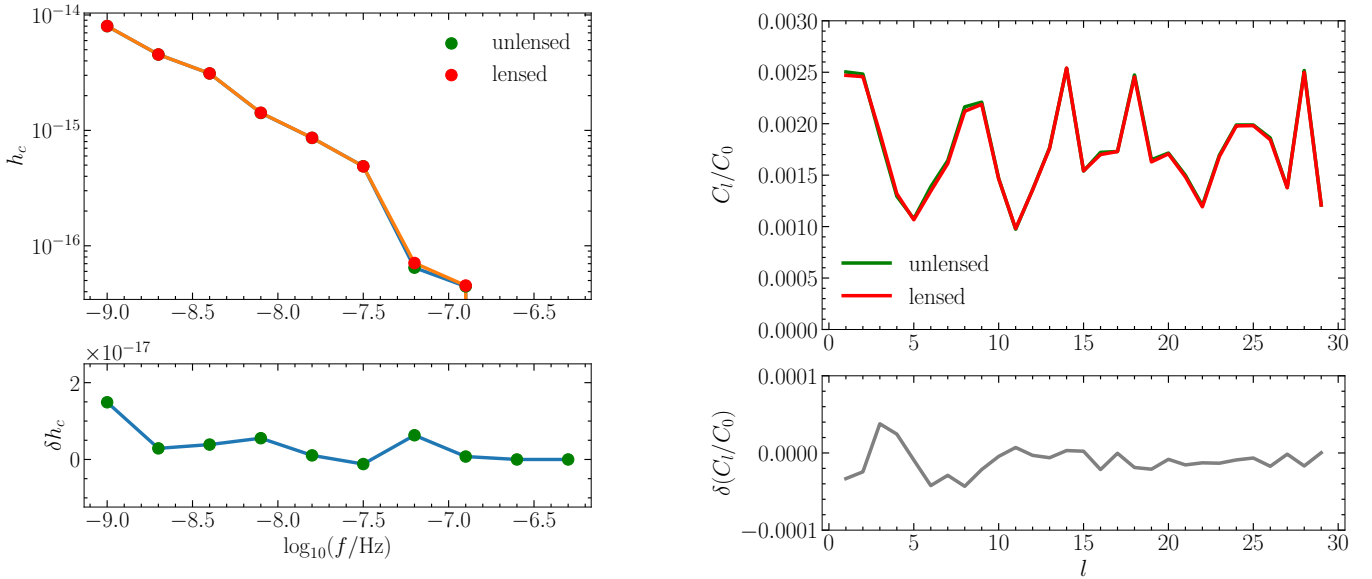 10⁻¹⁴
10⁻¹⁵
10⁻¹⁶
h_c
unlensed
lensed
−9.0 −8.5 −8.0 −7.5 −7.0 −6.5
×10⁻¹⁷
2
0
δh_c
−9.0 −8.5 −8.0 −7.5 −7.0 −6.5
log₁₀(f/Hz)
0.0030
0.0025
0.0020
0.0015
0.0010
0.0005
0.0000
C_l/C_0
unlensed
lensed
0 5 10 15 20 25 30
0.0001
0.0000
−0.0001
δ(C_l/C_0)
0 5 10 15 20 25 30
l